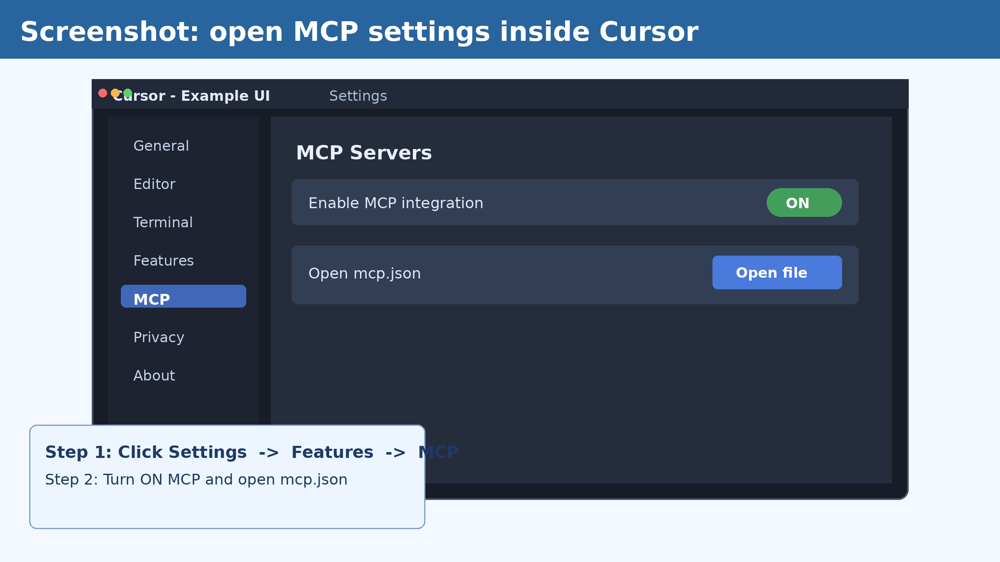 Screenshot: open MCP settings inside Cursor
Cursor - Example UI
Settings
General
Editor
Terminal
Features
MCP
Privacy
About
MCP Servers
Enable MCP integration
ON
Open mcp.json
Open file
Step 1: Click Settings -> Features -> MCP
Step 2: Turn ON MCP and open mcp.json